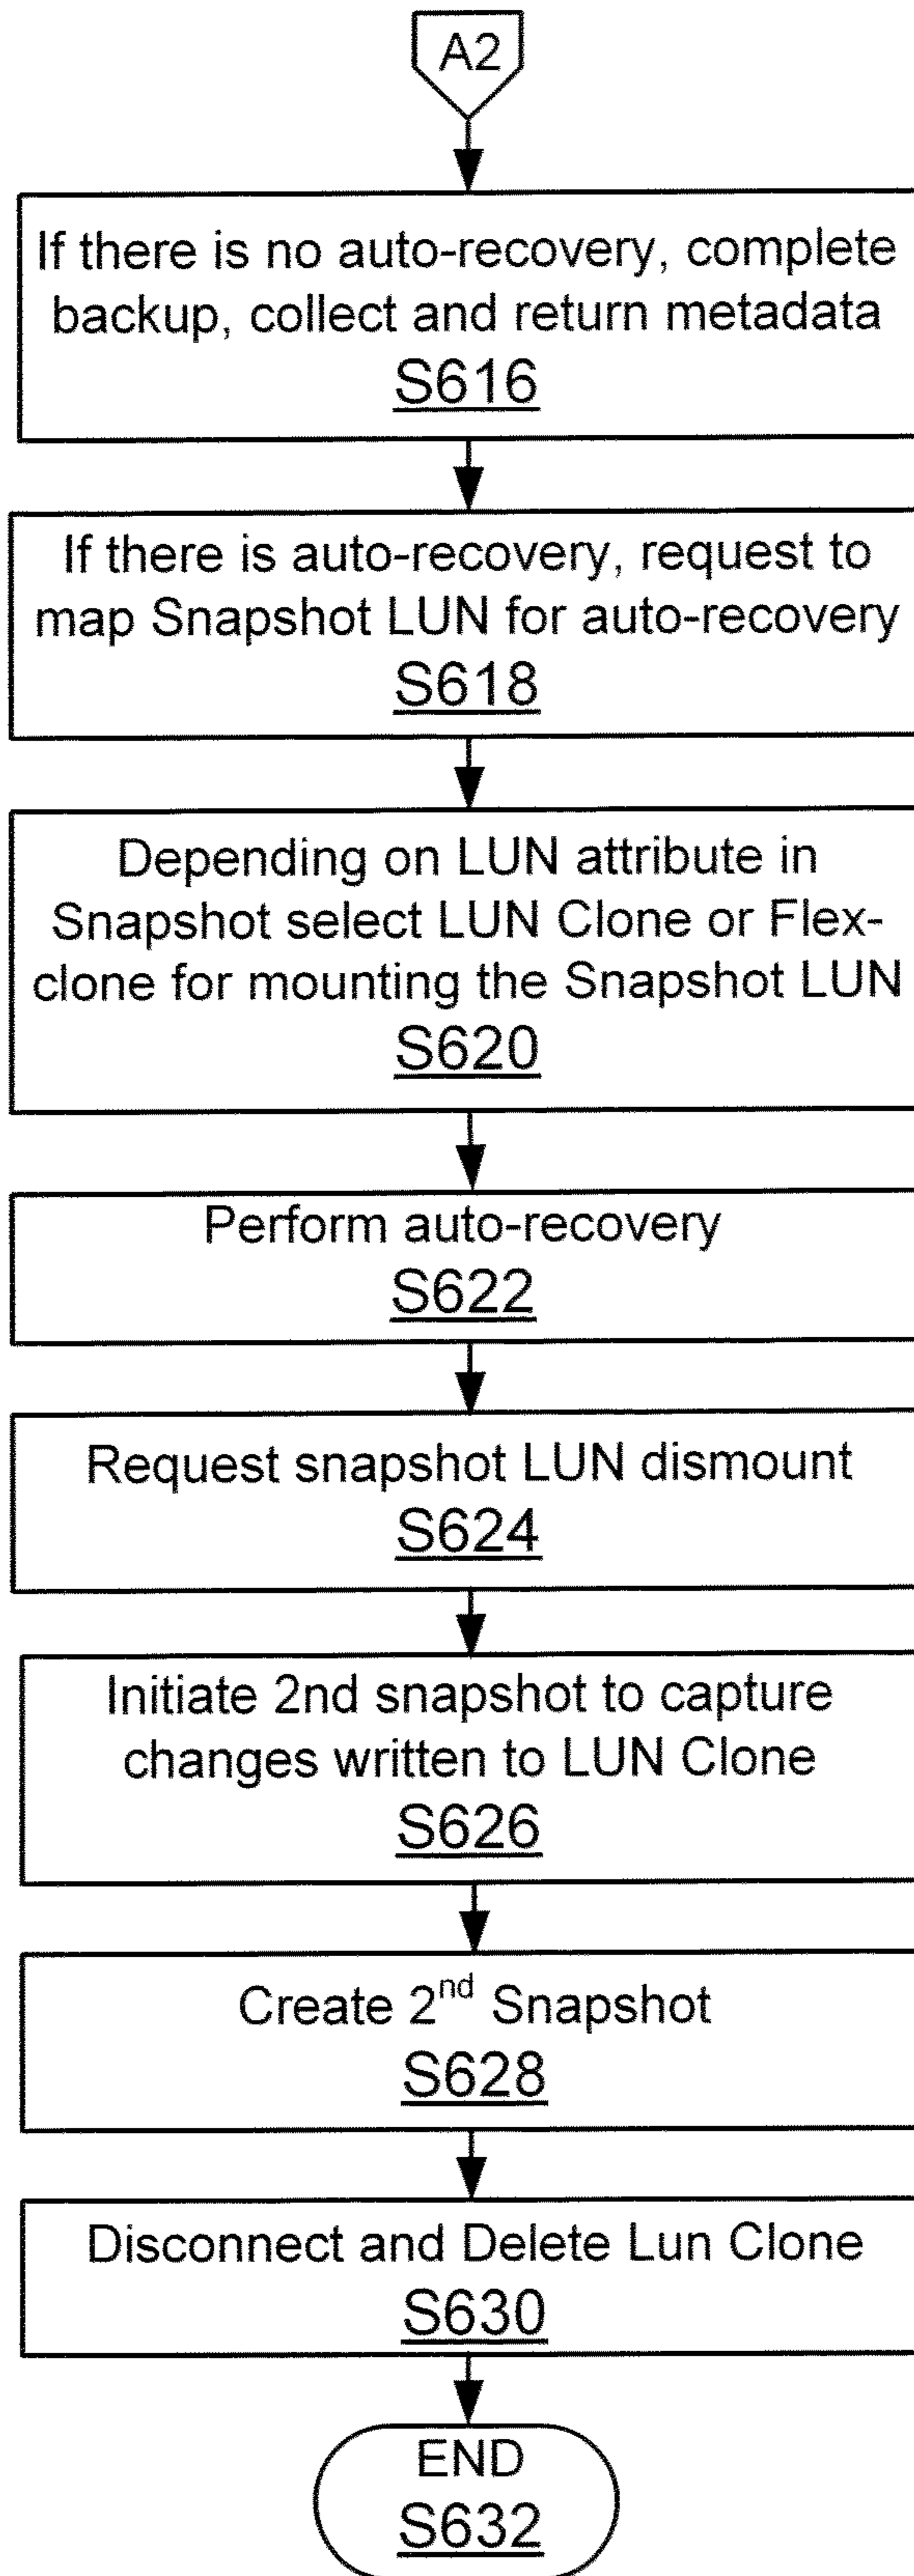 A2
If there is no auto-recovery, complete
backup, collect and return metadata
S616
If there is auto-recovery, request to
map Snapshot LUN for auto-recovery
S618
Depending on LUN attribute in
Snapshot select LUN Clone or Flex-
clone for mounting the Snapshot LUN
S620
Perform auto-recovery
S622
Request snapshot LUN dismount
S624
Initiate 2nd snapshot to capture
changes written to LUN Clone
S626
Create 2nd Snapshot
S628
Disconnect and Delete Lun Clone
S630
END
S632